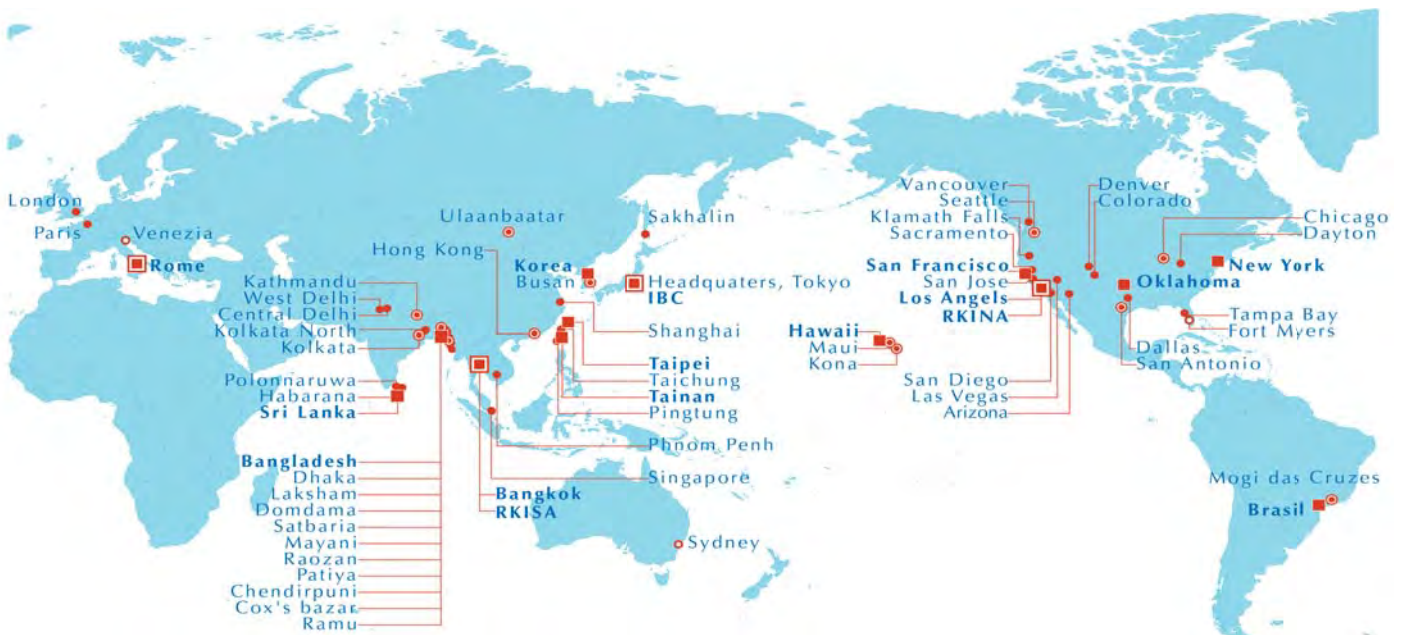 London
Paris
Venezia
Rome
Ulaanbaatar
Hong Kong
Kathmandu
West Delhi
Central Delhi
Kolkata North
Kolkata
Polonnaruwa
Habarana
Sri Lanka
Bangladesh
Dhaka
Laksham
Domdama
Satbaria
Mayani
Raozan
Patiya
Chendirpuni
Cox's bazar
Ramu
Korea
Busan
Sakhalin
Headquaters, Tokyo
IBC
Shanghai
Taipei
Taichung
Tainan
Pingtung
Phnom Penh
Singapore
Bangkok
RKISA
Sydney
Hawaii
Maui
Kona
Vancouver
Seattle
Klamath Falls
Sacramento
San Francisco
San Jose
Los Angels
RKINA
San Diego
Las Vegas
Arizona
Denver
Colorado
Chicago
Dayton
New York
Oklahoma
Tampa Bay
Fort Myers
Dallas
San Antonio
Mogi das Cruzes
Brasil